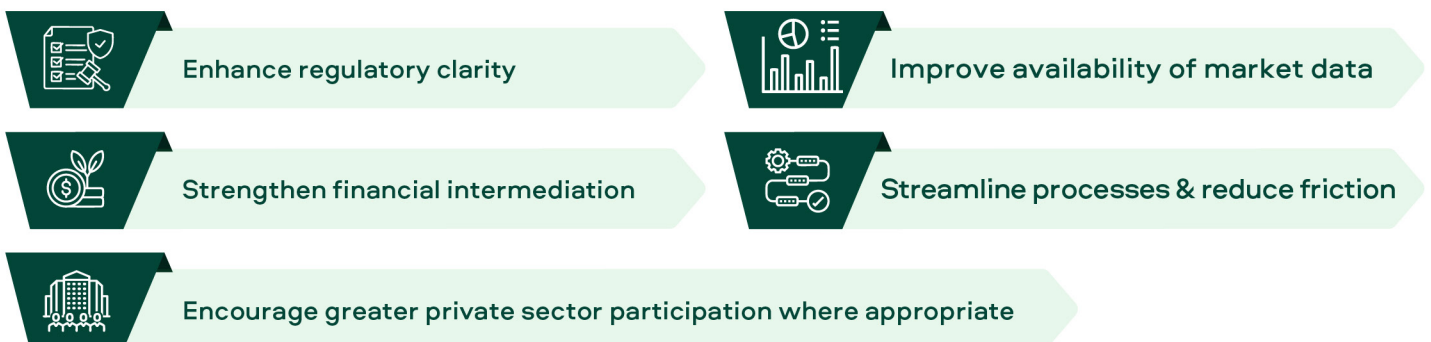 Enhance regulatory clarity
Improve availability of market data
Strengthen financial intermediation
Streamline processes & reduce friction
Encourage greater private sector participation where appropriate